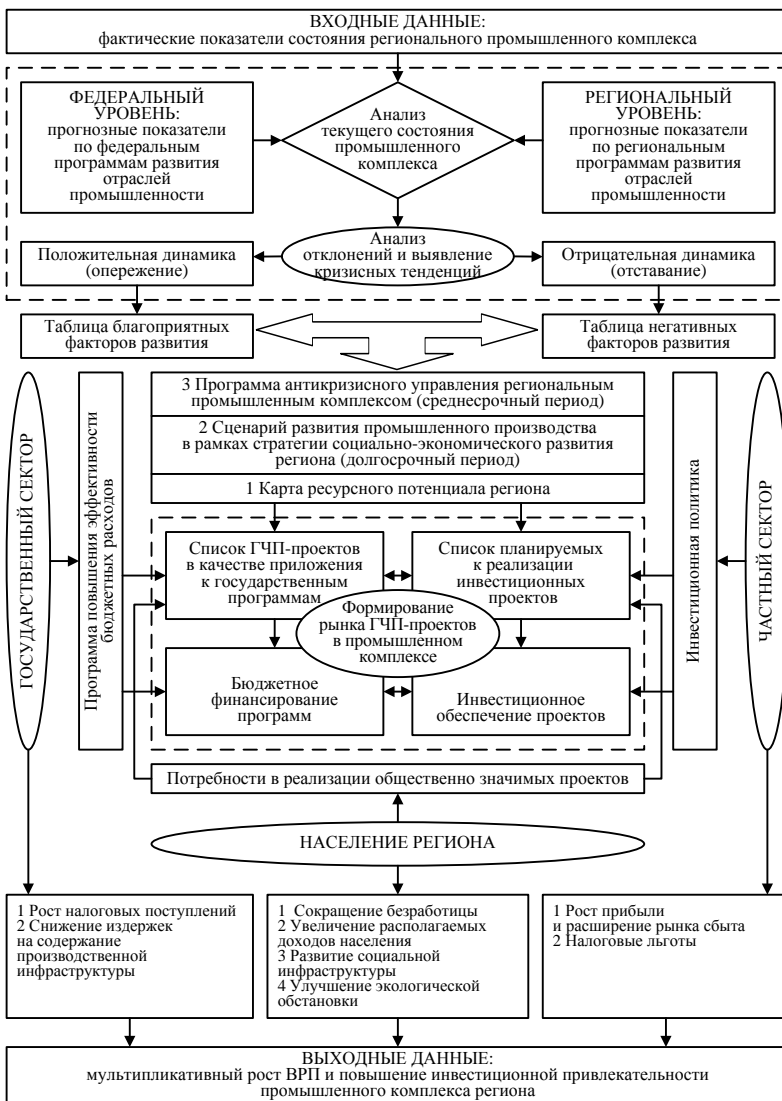 ВХОДНЫЕ ДАННЫЕ:
фактические показатели состояния регионального промышленного комплекса
ФЕДЕРАЛЬНЫЙ
УРОВЕНЬ:
прогнозные показатели
по федеральным
программам развития
отраслей
промышленности
Анализ
текущего состояния
промышленного
комплекса
РЕГИОНАЛЬНЫЙ
УРОВЕНЬ:
прогнозные показатели
по региональным
программам развития
отраслей
промышленности
Положительная динамика
(опережение)
Анализ
отклонений и выявление
кризисных тенденций
Отрицательная динамика
(отставание)
Таблица благоприятных
факторов развития
Таблица негативных
факторов развития
ГОСУДАРСТВЕННЫЙ СЕКТОР
Программа повышения эффективности
бюджетных расходов
3 Программа антикризисного управления региональным
промышленным комплексом (среднесрочный период)
2 Сценарий развития промышленного производства
в рамках стратегии социально-экономического развития
региона (долгосрочный период)
1 Карта ресурсного потенциала региона
Список ГЧП-проектов
в качестве приложения
к государственным
программам
Список планируемых
к реализации
инвестиционных
проектов
Формирование
рынка ГЧП-проектов
в промышленном
комплексе
Бюджетное
финансирование
программ
Инвестиционное
обеспечение проектов
Инвестиционная политика
ЧАСТНЫЙ СЕКТОР
Потребности в реализации общественно значимых проектов
НАСЕЛЕНИЕ РЕГИОНА
1 Рост налоговых поступлений
2 Снижение издержек
на содержание
производственной
инфраструктуры
1 Сокращение безработицы
2 Увеличение располагаемых
доходов населения
3 Развитие социальной
инфраструктуры
4 Улучшение экологической
обстановки
1 Рост прибыли
и расширение рынка сбыта
2 Налоговые льготы
ВЫХОДНЫЕ ДАННЫЕ:
мультипликативный рост ВРП и повышение инвестиционной привлекательности
промышленного комплекса региона